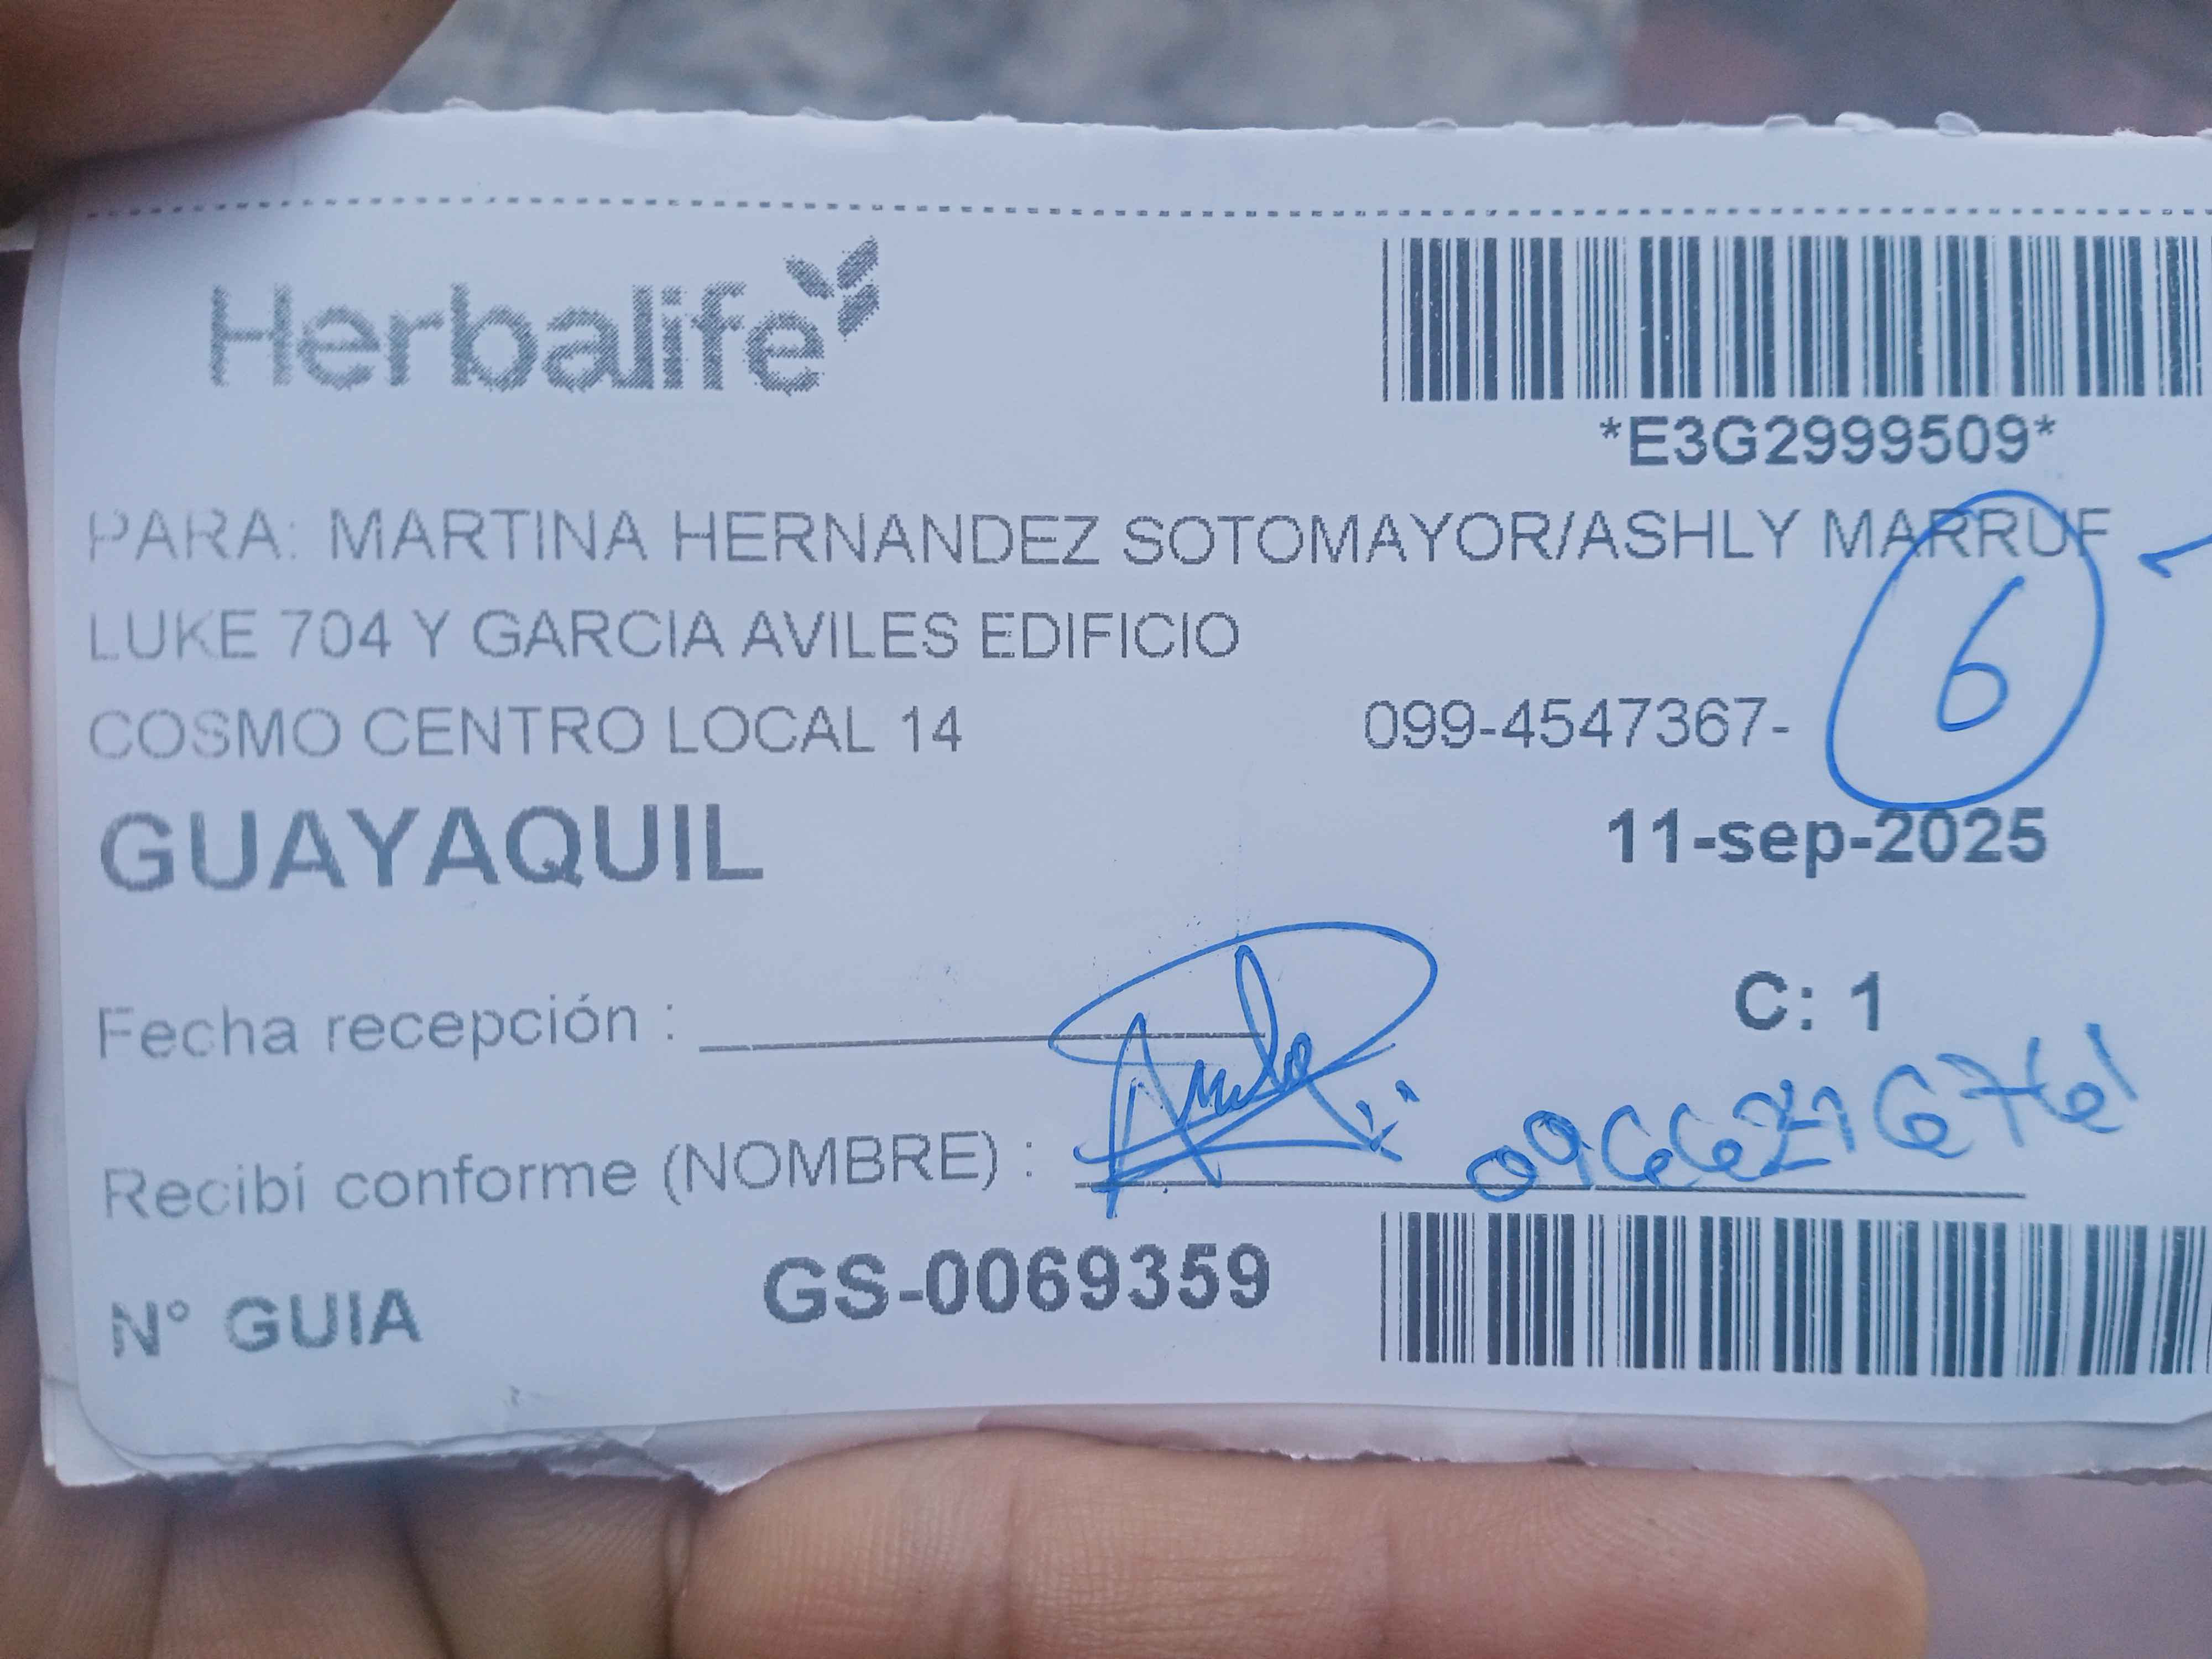 Herbalife
*E3G2999509*
PARA: MARTINA HERNANDEZ SOTOMAYOR/ASHLY MARRUF
LUKE 704 Y GARCIA AVILES EDIFICIO
COSMO CENTRO LOCAL 14 099-4547367-
6
GUAYAQUIL 11-sep-2025
C: 1
Fecha recepción :
Recibí conforme (NOMBRE) :
N° GUIA GS-0069359